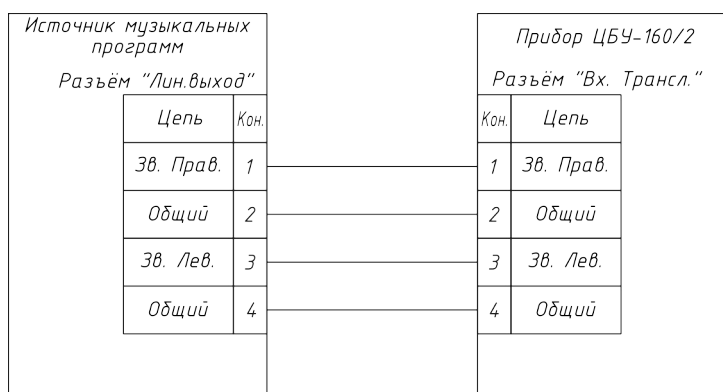 Источник музыкальных
программ
Разъём "Лин.выход"
Цепь Кон.
Зв. Прав. 1
Общий 2
Зв. Лев. 3
Общий 4
Прибор ЦБУ-160/2
Разъём "Вх. Трансл."
Кон. Цепь
1 Зв. Прав.
2 Общий
3 Зв. Лев.
4 Общий